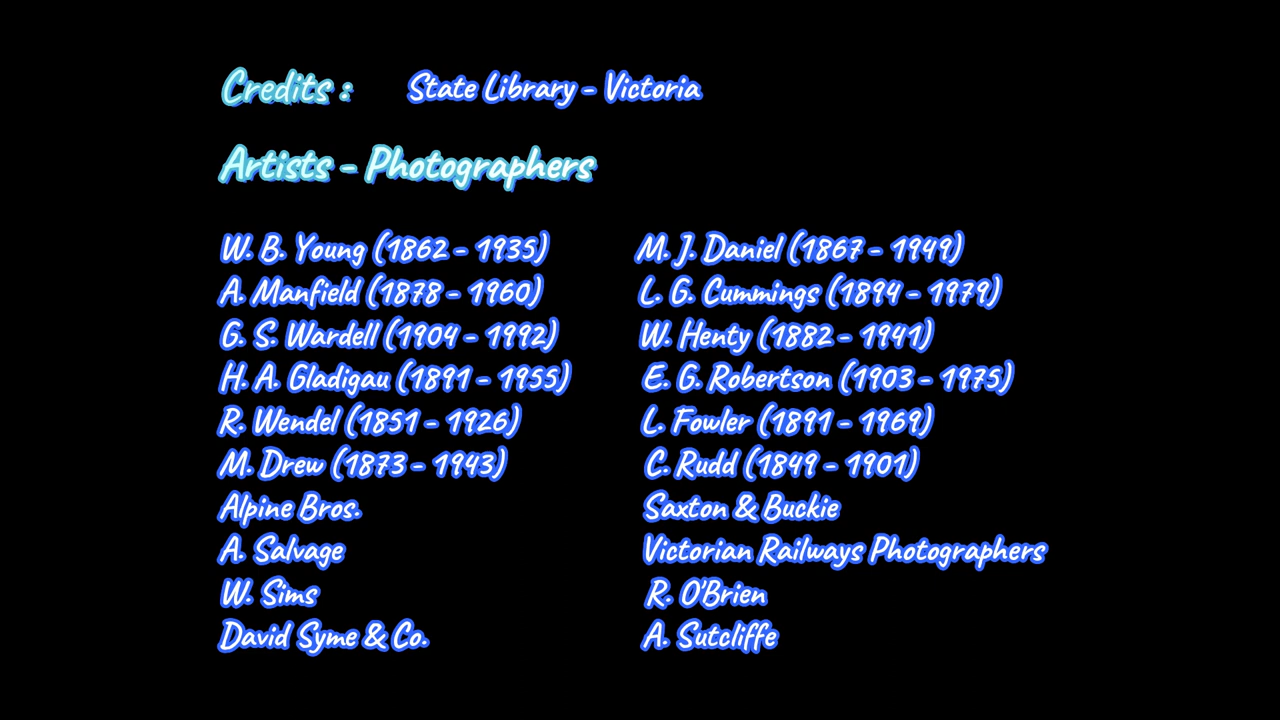 Credits : State Library - Victoria
Artists - Photographers
W. B. Young (1862 - 1935)
A. Manfield (1878 - 1960)
G. S. Wardell (1904 - 1992)
H. A. Gladigau (1891 - 1955)
R. Wendel (1851 - 1926)
M. Drew (1873 - 1943)
Alpine Bros.
A. Salvage
W. Sims
David Syme & Co.
M. J. Daniel (1867 - 1949)
L. G. Cummings (1894 - 1979)
W. Henty (1882 - 1941)
E. G. Robertson (1903 - 1975)
L. Fowler (1891 - 1969)
C. Rudd (1849 - 1901)
Saxton & Buckie
Victorian Railways Photographers
R. O'Brien
A. Sutcliffe